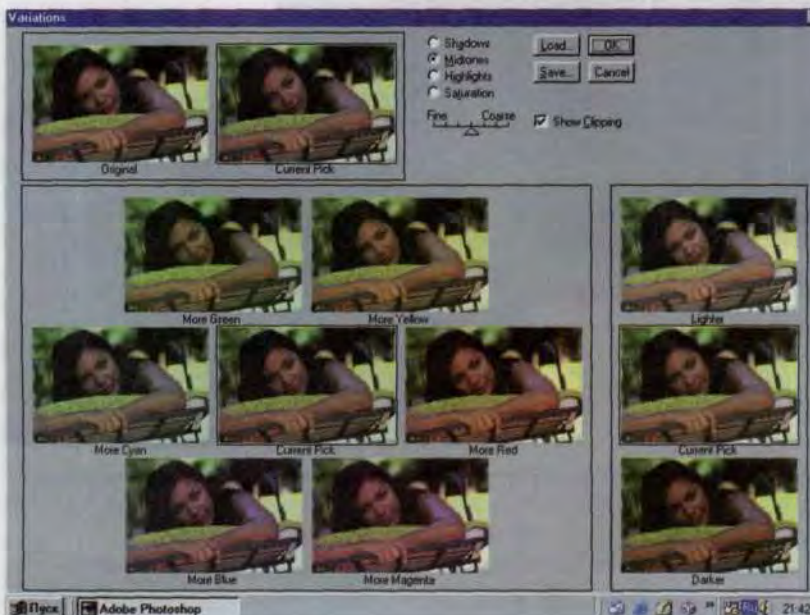 Variations
Original
Current Pick
Shadows
Midtones
Highlights
Saturation
Fine Coarse
Load...
OK
Save...
Cancel
Show Clipping
More Green
More Yellow
More Cyan
Current Pick
More Red
More Blue
More Magenta
Lighter
Current Pick
Darker
Пуск
Adobe Photoshop